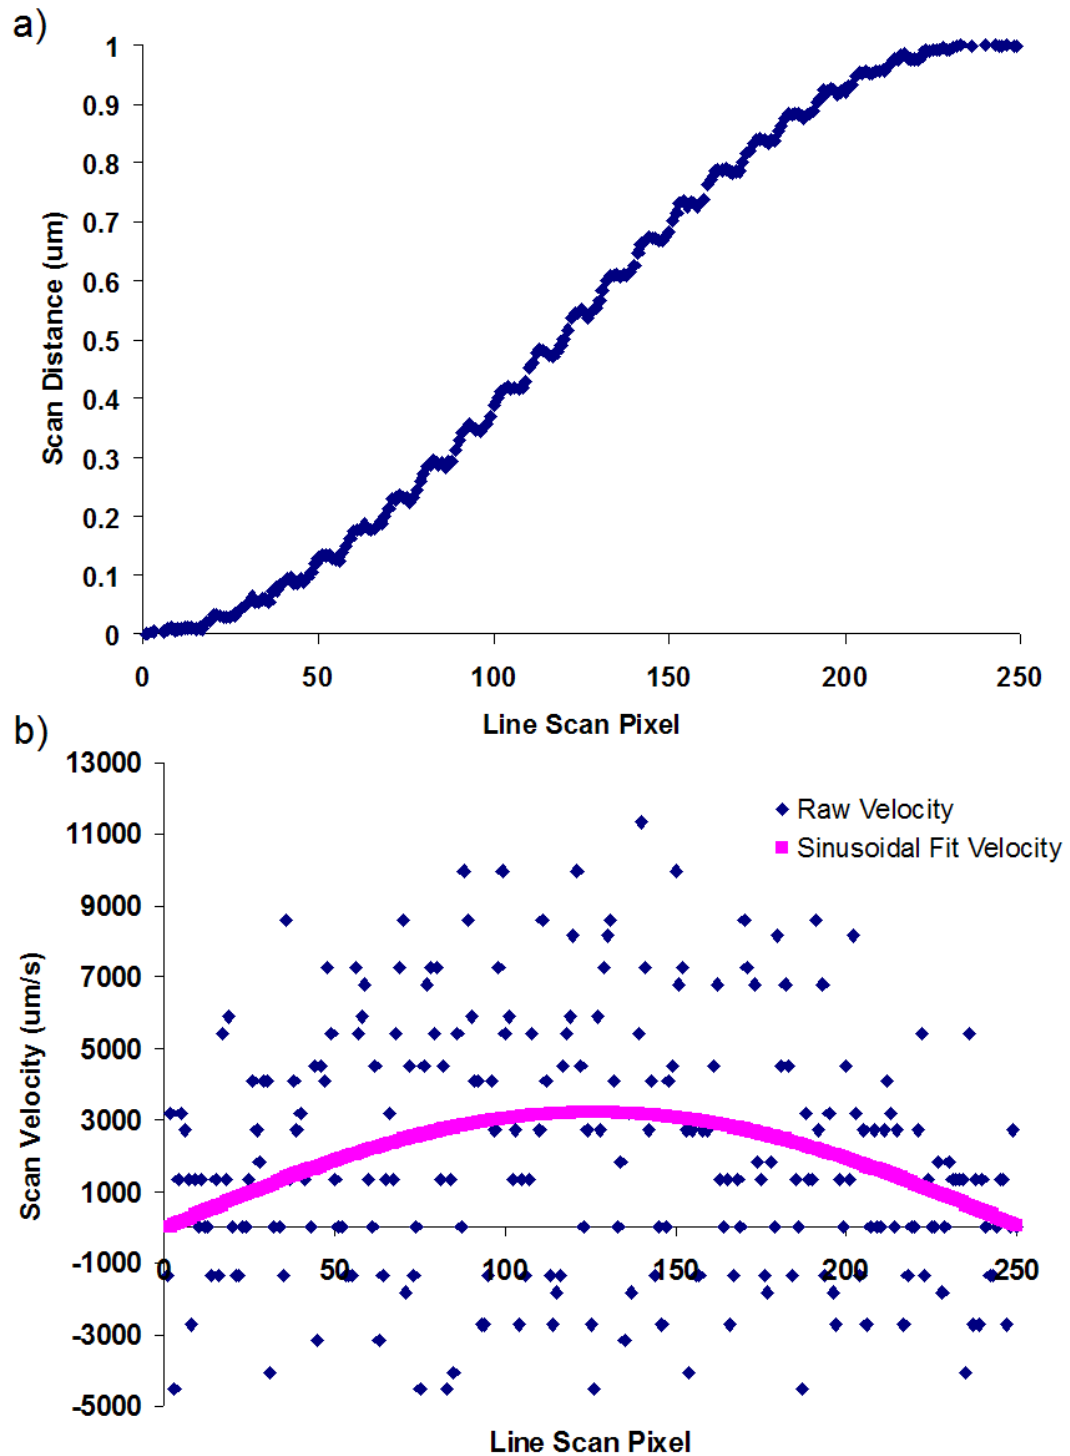 a)
1
0.9
0.8
0.7
0.6
0.5
0.4
0.3
0.2
0.1
0
Scan Distance (um)
0 50 100 150 200 250
Line Scan Pixel
b)
13000
11000
9000
7000
5000
3000
1000
-1000
-3000
-5000
Scan Velocity (um/s)
Raw Velocity
Sinusoidal Fit Velocity
0 50 100 150 200 250
Line Scan Pixel